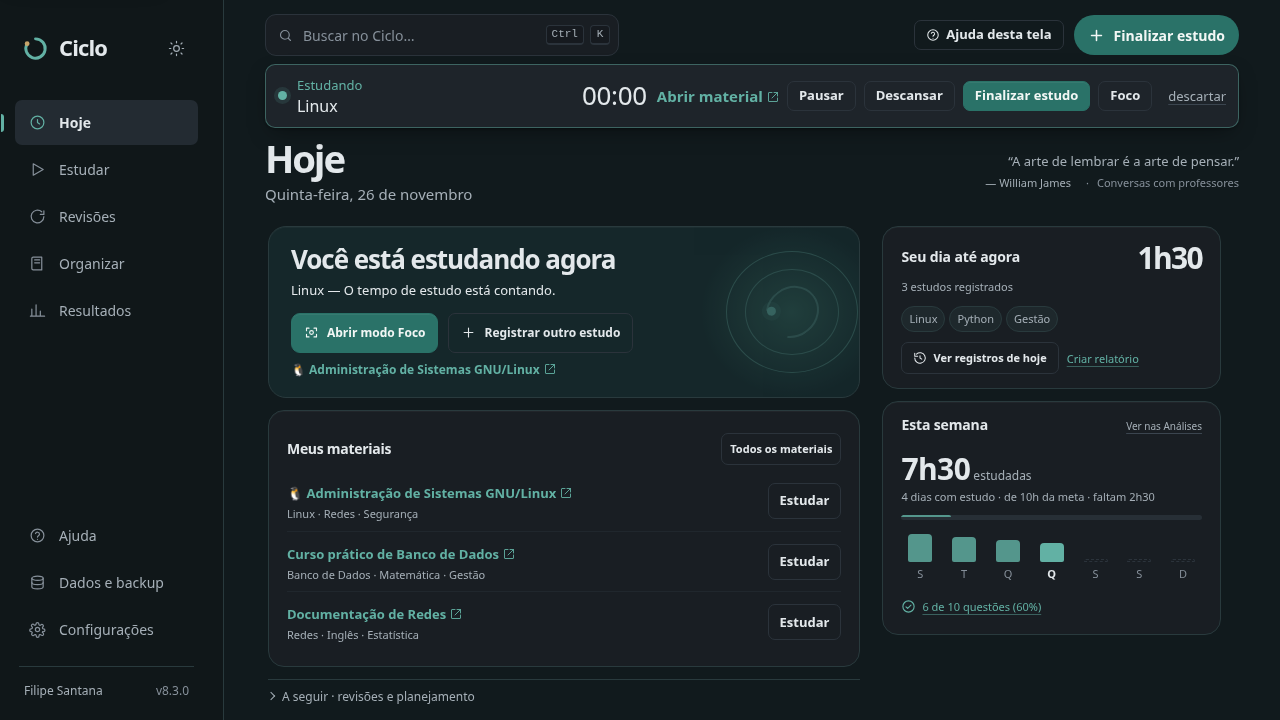 Ciclo
Hoje
Estudar
Revisões
Organizar
Resultados
Ajuda
Dados e backup
Configurações
Filipe Santana
v8.3.0
Buscar no Ciclo...
Ctrl K
Ajuda desta tela
Finalizar estudo
Estudando
Linux
00:00
Abrir material
Pausar
Descansar
Finalizar estudo
Foco
descartar
Hoje
Quinta-feira, 26 de novembro
“A arte de lembrar é a arte de pensar.”
— William James · Conversas com professores
Você está estudando agora
Linux — O tempo de estudo está contando.
Abrir modo Foco
Registrar outro estudo
Administração de Sistemas GNU/Linux
Meus materiais
Todos os materiais
Administração de Sistemas GNU/Linux
Linux · Redes · Segurança
Estudar
Curso prático de Banco de Dados
Banco de Dados · Matemática · Gestão
Estudar
Documentação de Redes
Redes · Inglês · Estatística
Estudar
A seguir · revisões e planejamento
Seu dia até agora
1h30
3 estudos registrados
Linux
Python
Gestão
Ver registros de hoje
Criar relatório
Esta semana
Ver nas Análises
7h30 estudadas
4 dias com estudo · de 10h da meta · faltam 2h30
S T Q Q S S D
6 de 10 questões (60%)